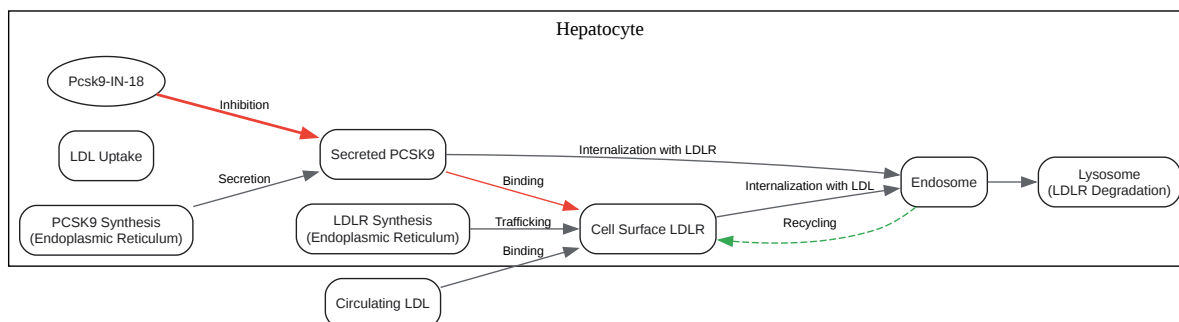 Hepatocyte
Pcsk9-IN-18
Inhibition
LDL Uptake
Secreted PCSK9
Internalization with LDLR
Endosome
Lysosome
(LDLR Degradation)
Secretion
Binding
Internalization with LDL
PCSK9 Synthesis
(Endoplasmic Reticulum)
LDLR Synthesis
(Endoplasmic Reticulum)
Trafficking
Cell Surface LDLR
Recycling
Binding
Circulating LDL